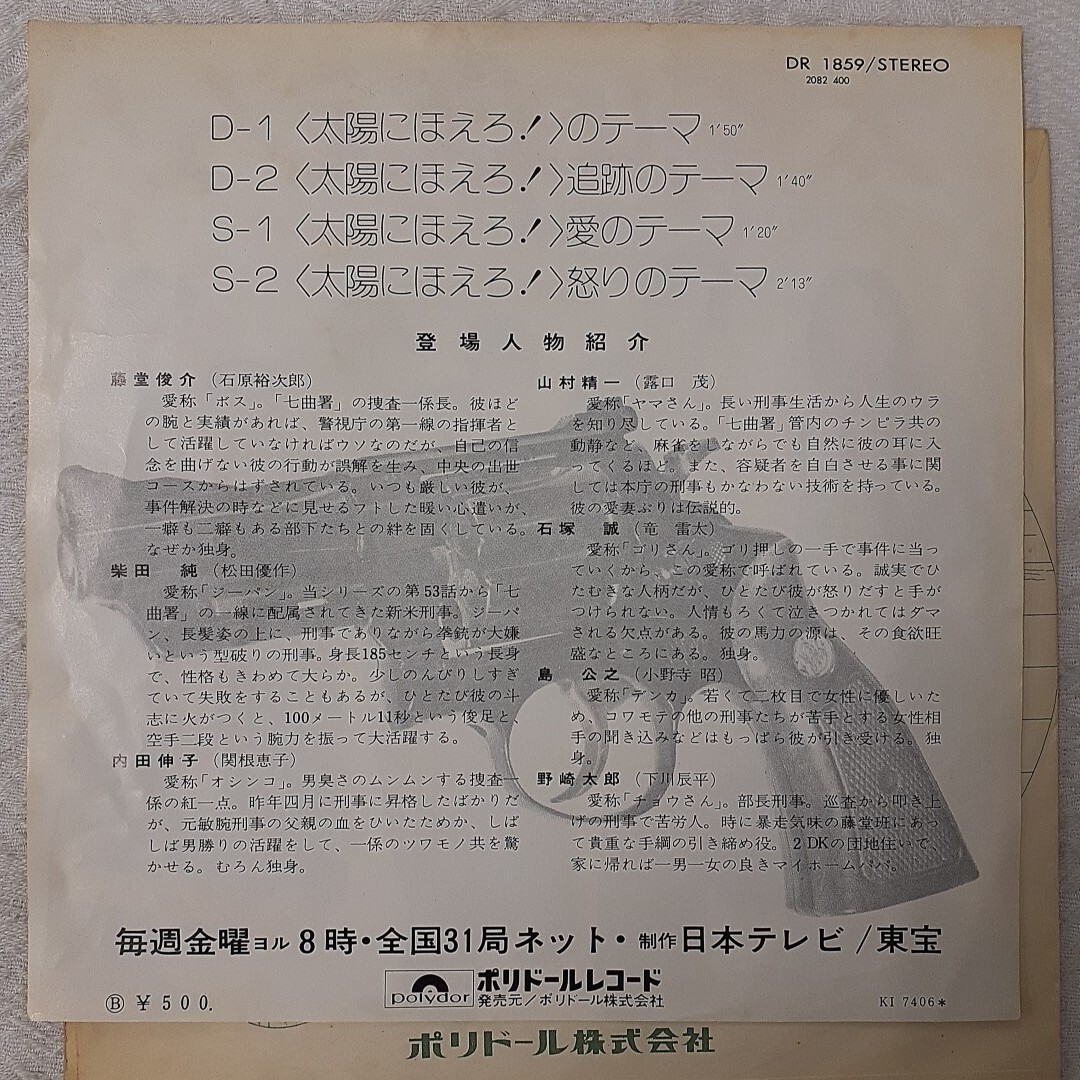 DR 1859/STEREO
2082 400
D-1〈太陽にほえろ!〉のテーマ 1'50"
D-2〈太陽にほえろ!〉追跡のテーマ 1'40"
S-1〈太陽にほえろ!〉愛のテーマ 1'20"
S-2〈太陽にほえろ!〉怒りのテーマ 2'13"
登場人物紹介
藤堂俊介（石原裕次郎）
愛称「ボス」。「七曲署」の捜査一係長。彼ほど
の腕と実績があれば、警視庁の第一線の指揮者と
して活躍していなければウソなのだが、自己の信
念を曲げない彼の行動が誤解を生み、中央の出世
コースからはずされている。いつも厳しい彼が、
事件解決の時などに見せるフトした暖い心遣いが、
一癖も二癖もある部下たちとの絆を固くしている。
なぜか独身。
柴田 純（松田優作）
愛称「ジーパン」。当シリーズの第53話から「七
曲署」の一線に配属されてきた新米刑事。ジーパ
ン、長髪姿の上に、刑事でありながら拳銃が大嫌
いという型破りの刑事。身長185センチという長身
で、性格もきわめて大らか。少しのんびりしすぎ
ていて失敗をすることもあるが、ひとたび彼の斗
志に火がつくと、100メートル11秒という俊足と、
空手二段という腕力を振って大活躍する。
内田伸子（関根恵子）
愛称「オシンコ」。男臭さのムンムンする捜査一
係の紅一点。昨年四月に刑事に昇格したばかりだ
が、元敏腕刑事の父親の血をひいたためか、しば
しば男勝りの活躍をして、一係のツワモノ共を驚
かせる。むろん独身。
山村精一（露口 茂）
愛称「ヤマさん」。長い刑事生活から人生のウラ
を知り尽している。「七曲署」管内のチンピラ共の
動静など、麻雀をしながらでも自然に彼の耳に入
ってくるほど。また、容疑者を自白させる事に関
しては本庁の刑事もかなわない技術を持っている。
彼の愛妻ぶりは伝説的。
石塚 誠（竜 雷太）
愛称「ゴリさん」。ゴリ押しの一手で事件に当っ
ていくから、この愛称で呼ばれている。誠実でひ
たむきな人柄だが、ひとたび彼が怒りだすと手が
つけられない。人情もろくて泣きつかれてはダマ
される欠点がある。彼の馬力の源は、その食欲旺
盛なところにある。独身。
島 公之（小野寺 昭）
愛称「デンカ」。若くて二枚目で女性に優しいた
め、コワモテの他の刑事たちが苦手とする女性相
手の聞き込みなどはもっぱら彼が引き受ける。独
身。
野崎太郎（下川辰平）
愛称「チョウさん」。部長刑事。巡査から叩き上
げの刑事で苦労人。時に暴走気味の藤堂班にあっ
て貴重な手綱の引き締め役。2DKの団地住いで、
家に帰れば一男一女の良きマイホームパパ。
毎週金曜ヨル8時・全国31局ネット・制作日本テレビ/東宝
polydor ポリドールレコード
発売元/ポリドール株式会社
Ⓑ ¥500.
KI 7406*
ポリドール株式会社